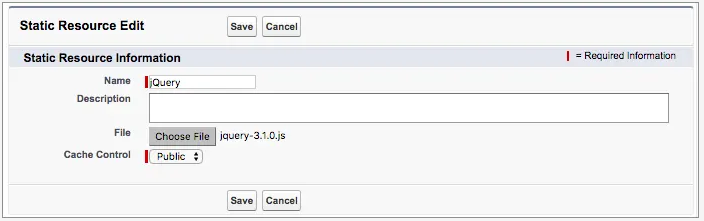 Static Resource Edit Save Cancel
Static Resource Information = Required Information
Name jQuery
Description
File Choose File jquery-3.1.0.js
Cache Control Public
Save Cancel